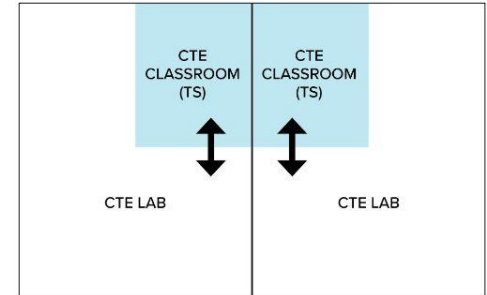 CTE
CLASSROOM
(TS)
CTE
CLASSROOM
(TS)
CTE LAB
CTE LAB